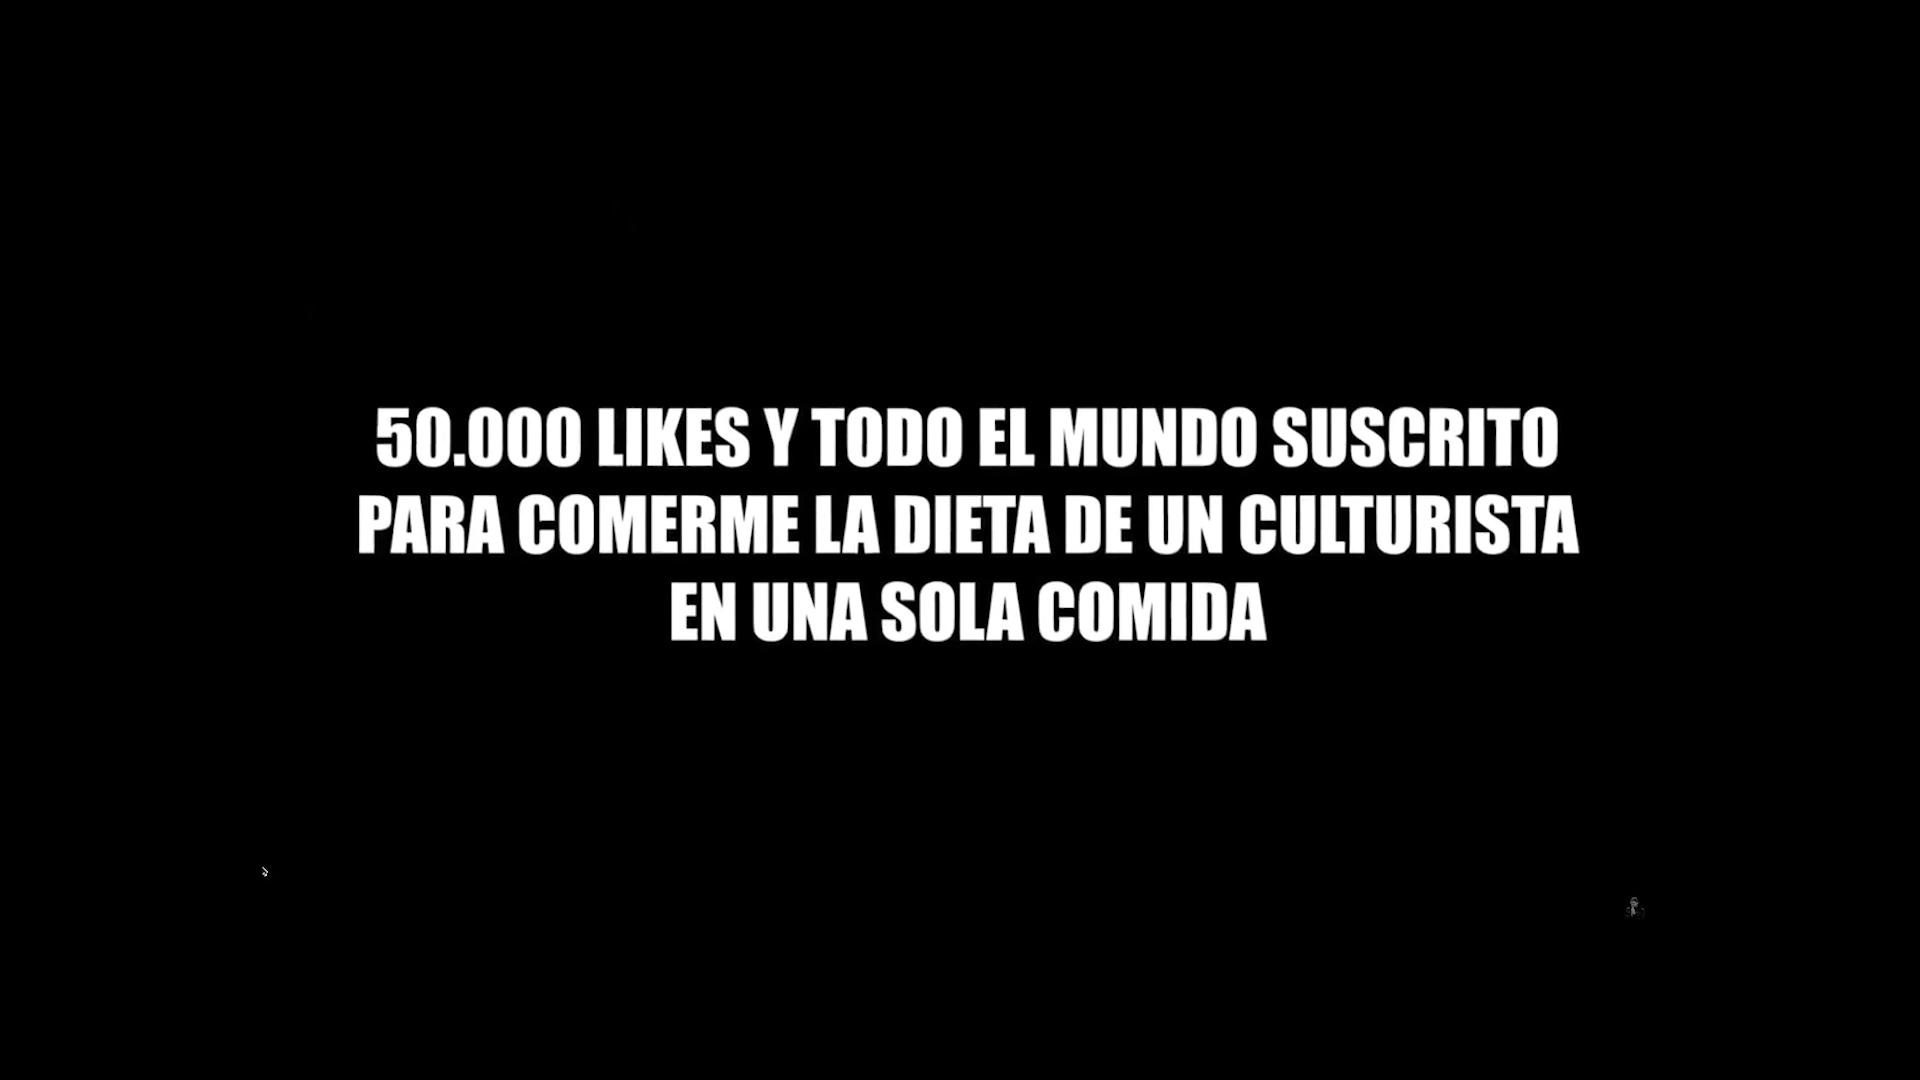 50.000 LIKES Y TODO EL MUNDO SUSCRITO
PARA COMERME LA DIETA DE UN CULTURISTA
EN UNA SOLA COMIDA